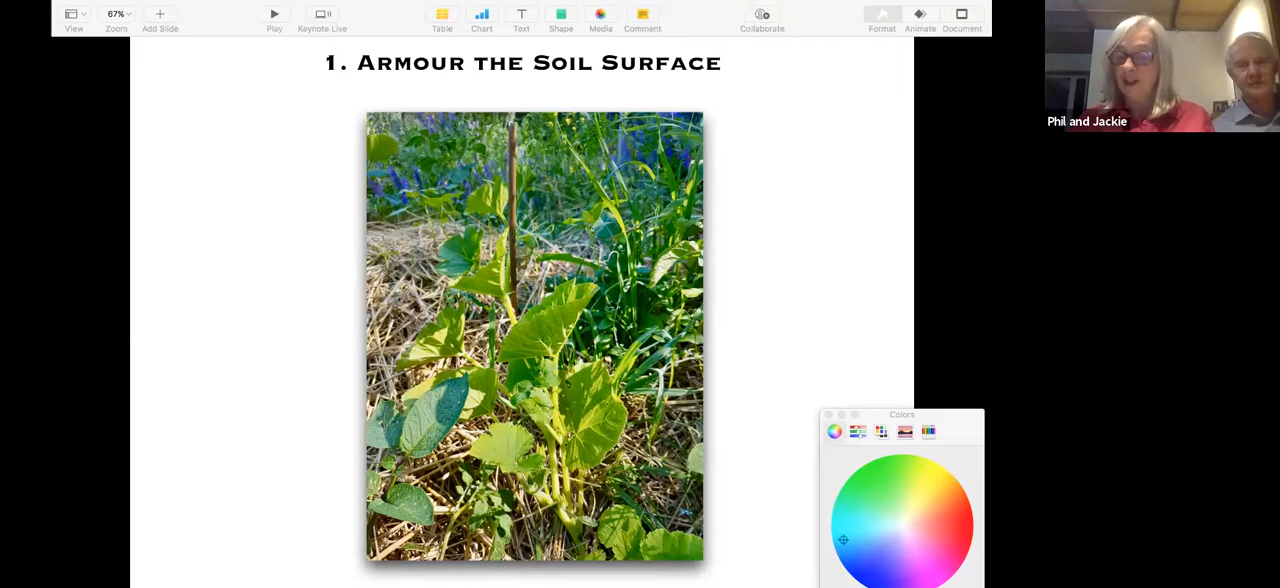 67%
View
Zoom
Add Slide
Play
Keynote Live
Table
Chart
Text
Shape
Media
Comment
Collaborate
Format
Animate
Document
1. Armour the Soil Surface
Phil and Jackie
Colors